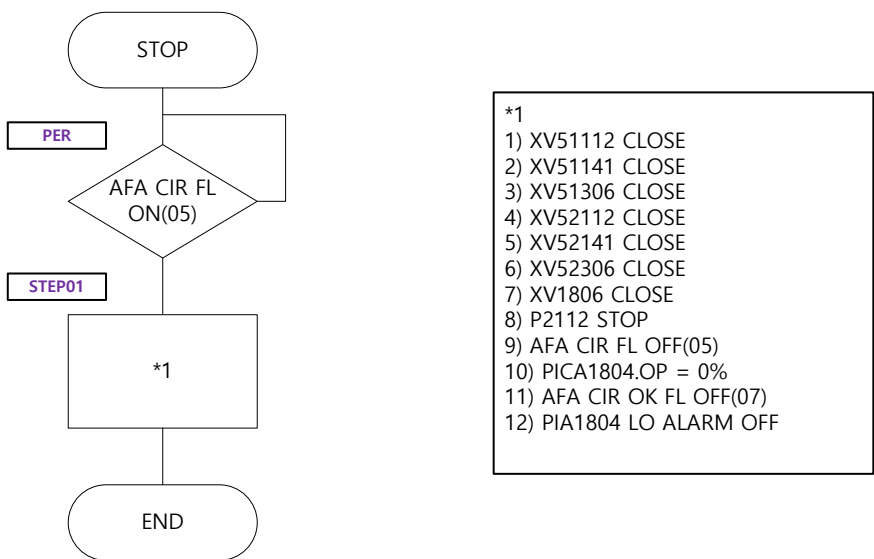 STOP
PER
AFA CIR FL
ON(05)
STEP01
*1
END
*1
1) XV51112 CLOSE
2) XV51141 CLOSE
3) XV51306 CLOSE
4) XV52112 CLOSE
5) XV52141 CLOSE
6) XV52306 CLOSE
7) XV1806 CLOSE
8) P2112 STOP
9) AFA CIR FL OFF(05)
10) PICA1804.OP = 0%
11) AFA CIR OK FL OFF(07)
12) PIA1804 LO ALARM OFF